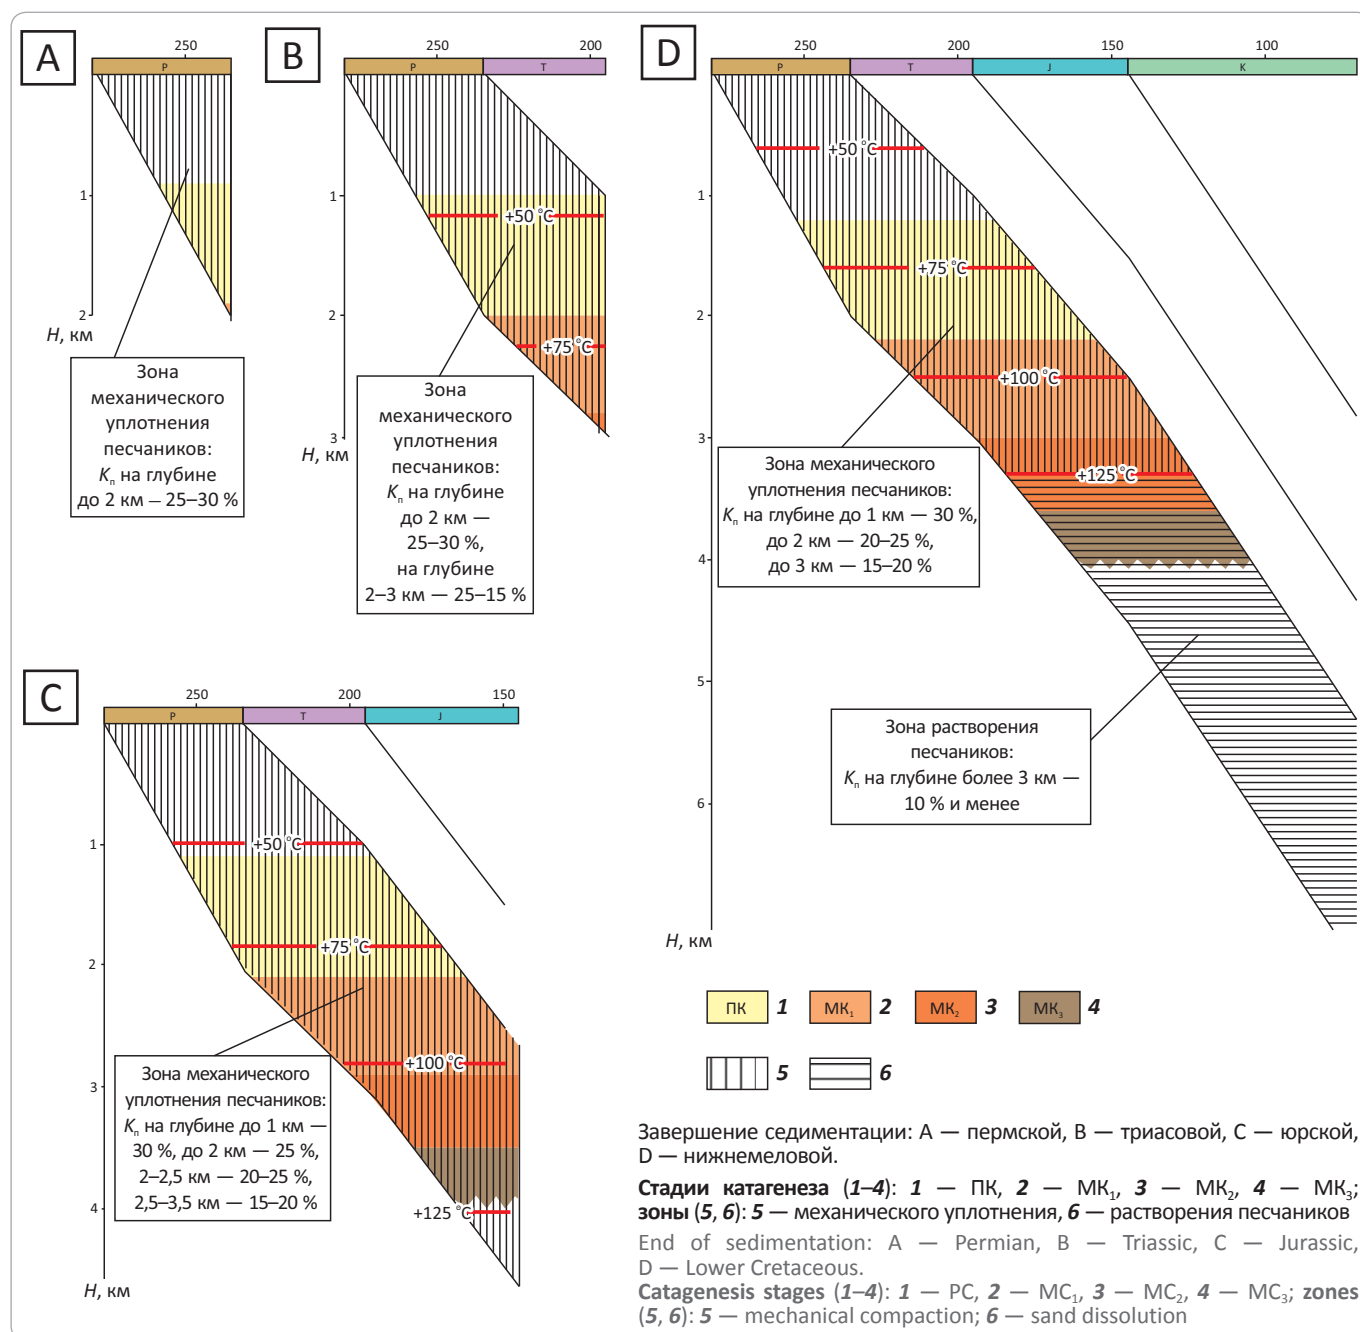 A
250
P
1
2
H, км
Зона
механического
уплотнения
песчаников:
Kп на глубине
до 2 км — 25–30 %
B
250
200
P
T
1
+50 °C
2
+75 °C
3
H, км
Зона
механического
уплотнения
песчаников:
Kп на глубине
до 2 км —
25–30 %,
на глубине
2–3 км — 25–15 %
D
250
200
150
100
P
T
J
K
+50 °C
1
+75 °C
2
+100 °C
3
+125 °C
4
5
6
H, км
Зона механического
уплотнения песчаников:
Kп на глубине до 1 км — 30 %,
до 2 км — 20–25 %,
до 3 км — 15–20 %
Зона растворения
песчаников:
Kп на глубине более 3 км —
10 % и менее
C
250
200
150
P
T
J
1
+50 °C
+75 °C
2
+100 °C
3
4
+125 °C
H, км
Зона механического
уплотнения песчаников:
Kп на глубине до 1 км —
30 %, до 2 км — 25 %,
2–2,5 км — 20–25 %,
2,5–3,5 км — 15–20 %
ПК 1 МК₁ 2 МК₂ 3 МК₃ 4
5 6
Завершение седиментации: A — пермской, B — триасовой, C — юрской,
D — нижнемеловой.
Стадии катагенеза (1–4): 1 — ПК, 2 — МК₁, 3 — МК₂, 4 — МК₃;
зоны (5, 6): 5 — механического уплотнения, 6 — растворения песчаников
End of sedimentation: A — Permian, B — Triassic, C — Jurassic,
D — Lower Cretaceous.
Catagenesis stages (1–4): 1 — PC, 2 — MC₁, 3 — MC₂, 4 — MC₃; zones
(5, 6): 5 — mechanical compaction; 6 — sand dissolution